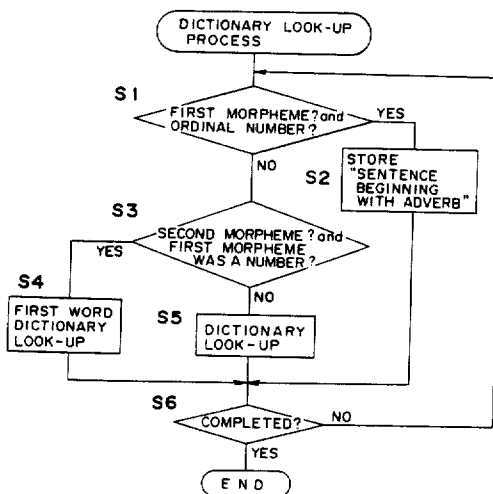 DICTIONARY LOOK-UP
PROCESS
S1
FIRST MORPHEME? and
ORDINAL NUMBER?
YES
NO
S2
STORE
"SENTENCE
BEGINNING
WITH ADVERB"
S3
SECOND MORPHEME? and
FIRST MORPHEME
WAS A NUMBER?
YES
NO
S4
FIRST WORD
DICTIONARY
LOOK-UP
S5
DICTIONARY
LOOK-UP
S6
COMPLETED?
NO
YES
END